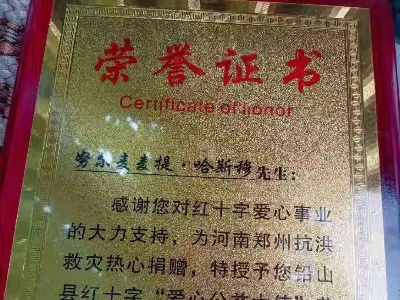 荣誉证书
Certificate of honor
努尔麦麦提·哈斯穆先生:
感谢您对红十字爱心事业
的大力支持，为河南郑州抗洪
救灾热心捐赠，特授予您铅山
县红十字“爱心公益